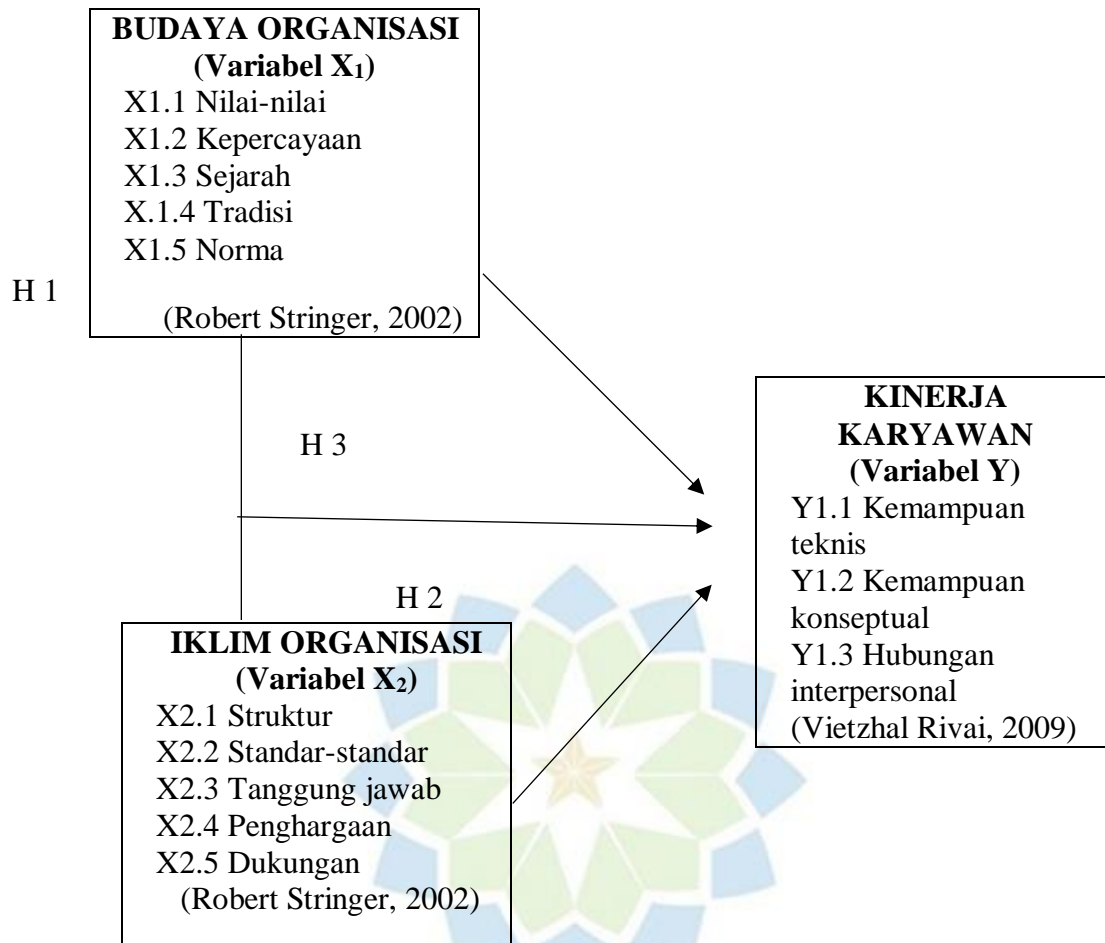 BUDAYA ORGANISASI
(Variabel X₁)
X1.1 Nilai-nilai
X1.2 Kepercayaan
X1.3 Sejarah
X.1.4 Tradisi
X1.5 Norma
(Robert Stringer, 2002)
H 1
H 3
H 2
KINERJA
KARYAWAN
(Variabel Y)
Y1.1 Kemampuan
teknis
Y1.2 Kemampuan
konseptual
Y1.3 Hubungan
interpersonal
(Vietzhal Rivai, 2009)
IKLIM ORGANISASI
(Variabel X₂)
X2.1 Struktur
X2.2 Standar-standar
X2.3 Tanggung jawab
X2.4 Penghargaan
X2.5 Dukungan
(Robert Stringer, 2002)